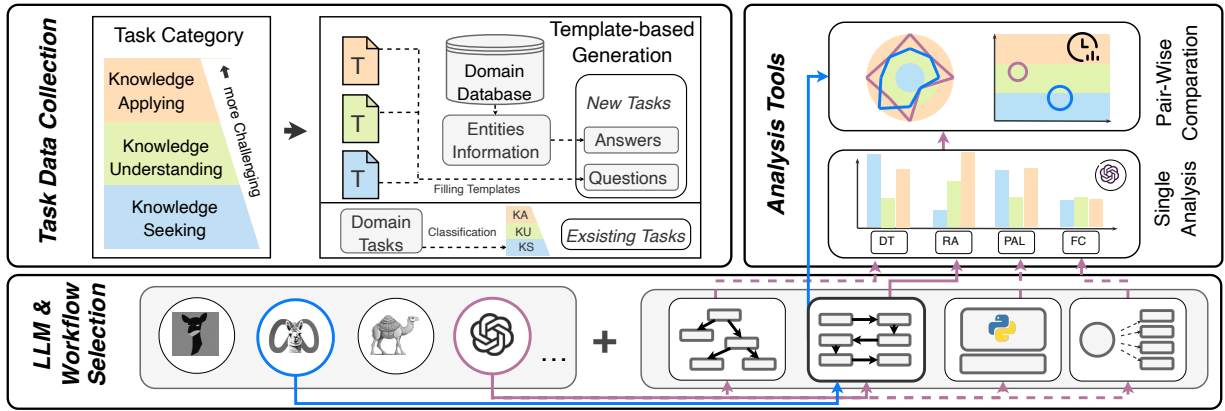 Task Data Collection
Task Category
Knowledge
Applying
Knowledge
Understanding
Knowledge
Seeking
more Challenging
Template-based
Generation
T
T
T
Domain
Database
Entities
Information
New Tasks
Answers
Questions
Filling Templates
Domain
Tasks
Classification
KA
KU
KS
Exsisting Tasks
Analysis Tools
Pair-Wise
Comparation
Single
Analysis
DT
RA
PAL
FC
LLM &
Workflow
Selection
...
+